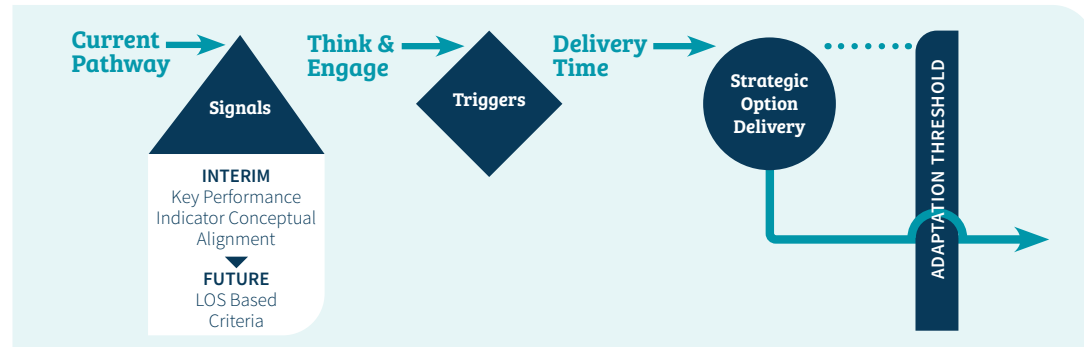 Current
Pathway
Signals
INTERIM
Key Performance
Indicator Conceptual
Alignment
FUTURE
LOS Based
Criteria
Think &
Engage
Triggers
Delivery
Time
Strategic
Option
Delivery
ADAPTATION THRESHOLD